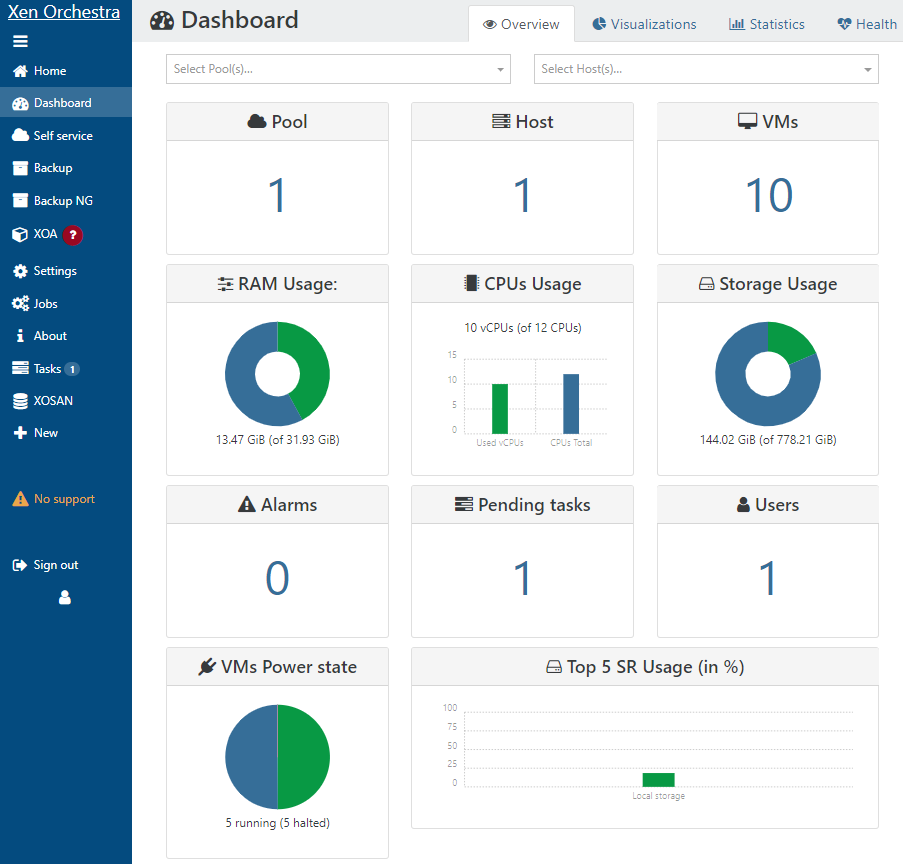 Xen Orchestra
Home
Dashboard
Self service
Backup
Backup NG
XOA ?
Settings
Jobs
About
Tasks 1
XOSAN
New
No support
Sign out
Dashboard
Overview
Visualizations
Statistics
Health
Select Pool(s)...
Select Host(s)...
Pool
1
Host
1
VMs
10
RAM Usage:
13.47 GiB (of 31.93 GiB)
CPUs Usage
10 vCPUs (of 12 CPUs)
15
10
5
0
Used vCPUs
CPUs Total
Storage Usage
144.02 GiB (of 778.21 GiB)
Alarms
0
Pending tasks
1
Users
1
VMs Power state
5 running (5 halted)
Top 5 SR Usage (in %)
100
75
50
25
0
Local storage